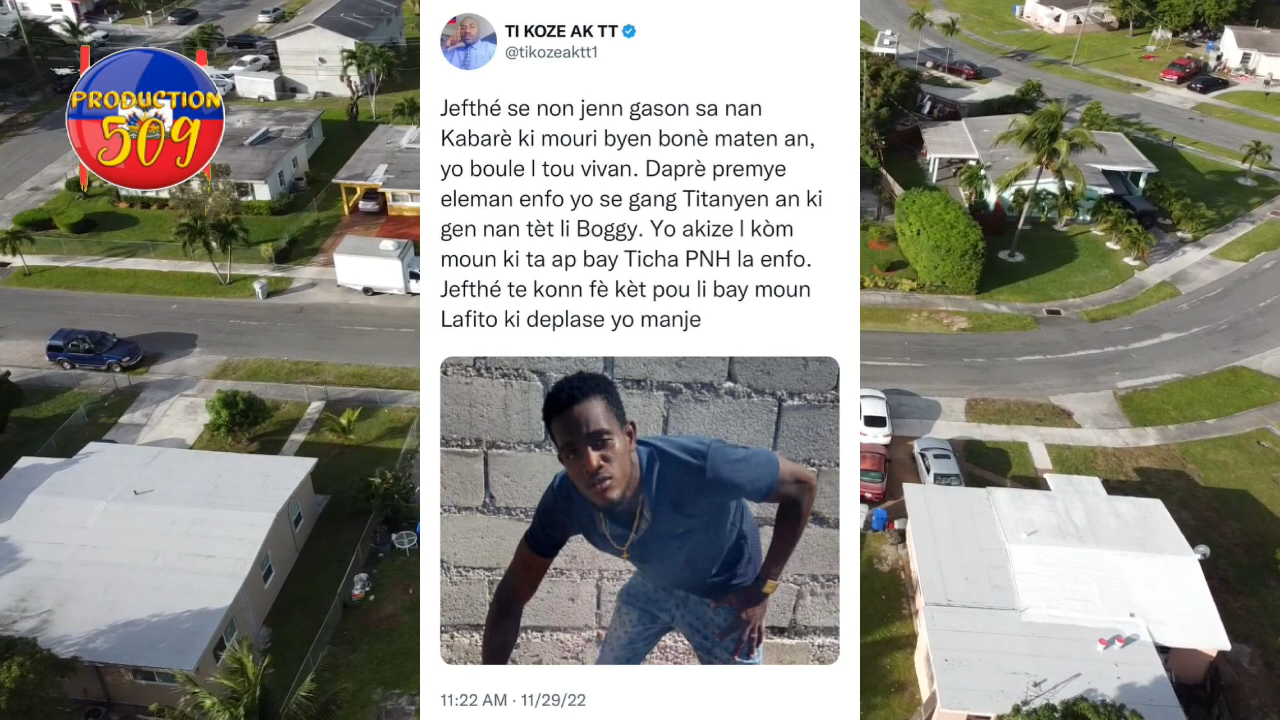 PRODUCTION
509
TI KOZE AK TT
@tikozeaktt1
Jefthé se non jenn gason sa nan
Kabarè ki mouri byen bonè maten an,
yo boule l tou vivan. Daprè premye
eleman enfo yo se gang Titanyen an ki
gen nan tèt li Boggy. Yo akize l kòm
moun ki ta ap bay Ticha PNH la enfo.
Jefthé te konn fè kèt pou li bay moun
Lafito ki deplase yo manje
11:22 AM · 11/29/22